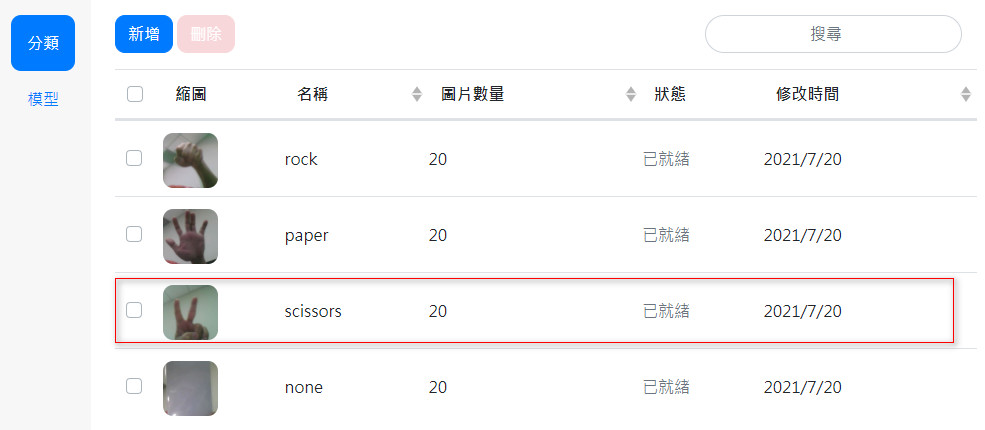 分類
模型
新增 刪除 搜尋
縮圖 名稱 圖片數量 狀態 修改時間
rock 20 已就緒 2021/7/20
paper 20 已就緒 2021/7/20
scissors 20 已就緒 2021/7/20
none 20 已就緒 2021/7/20